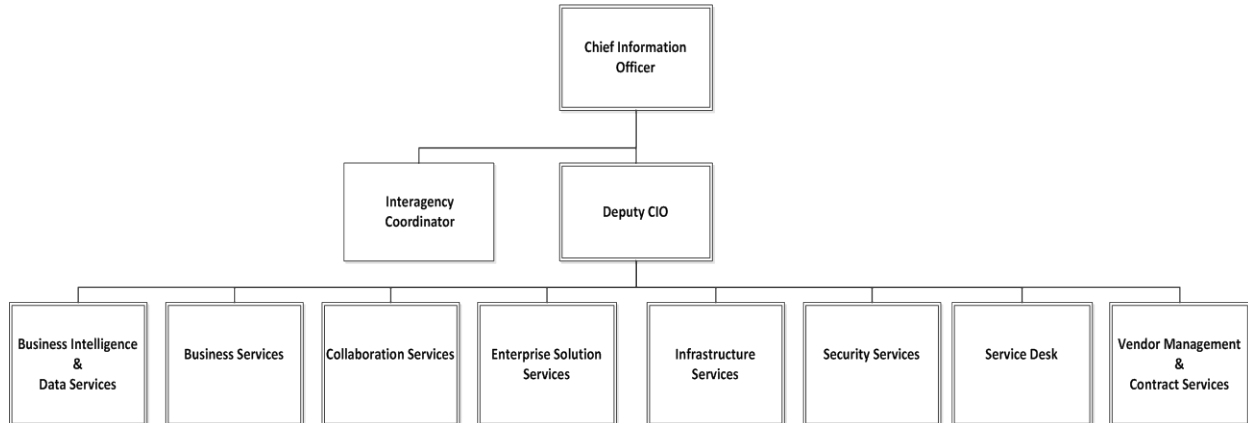 Chief Information
Officer
Interagency
Coordinator
Deputy CIO
Business Intelligence
&
Data Services
Business Services
Collaboration Services
Enterprise Solution
Services
Infrastructure
Services
Security Services
Service Desk
Vendor Management
&
Contract Services